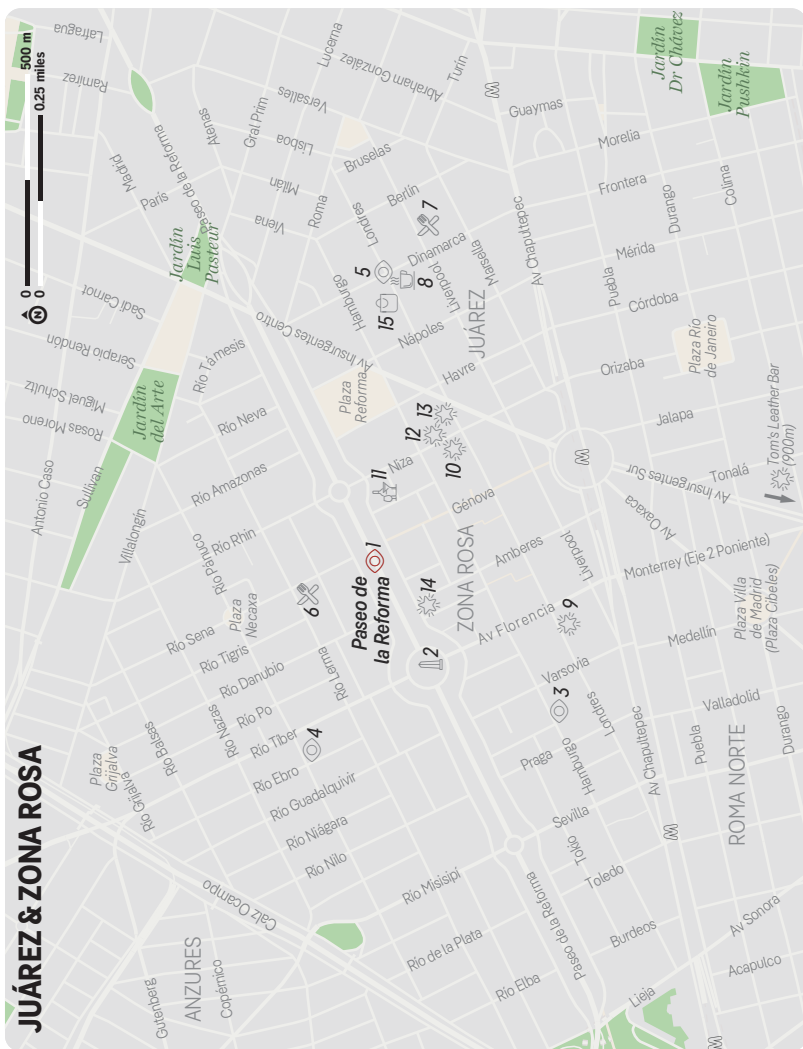 JUÁREZ & ZONA ROSA
0
500 m
0
0.25 miles
N
Lafragua
Ramírez
Lucerna
Abraham González
Versalles
Turín
Jardín
Dr Chávez
Jardín
Pushkin
Madrid
Paseo de la Reforma
Atenas
Gral Prim
Lisboa
Bruselas
Guaymas
Morelia
Paris
Milán
Berlín
Frontera
Durango
Colima
Jardín
Luis
Pasteur
Viena
Roma
Londres
7
Dinamarca
Av Chapultepec
Mérida
Sadi Carnot
5
8
Liverpool
Marsella
Puebla
Córdoba
Hamburgo
15
Nápoles
JUÁREZ
Serapio Rendón
Río Támesis
Av Insurgentes Centro
Havre
Orizaba
Plaza Río
de Janeiro
Miguel Schultz
Rosas Moreno
Jardín
del Arte
Río Neva
Plaza
Reforma
12
13
10
Jalapa
Tom's Leather Bar
(900m)
Antonio Caso
Sullivan
Villalongín
Río Amazonas
11
Niza
Génova
Av Insurgentes Sur
Tonalá
Av Oaxaca
Río Pánuco
Río Rhin
1
Paseo de
la Reforma
6
ZONA ROSA
Amberes
Liverpool
Monterrey (Eje 2 Poniente)
Plaza
Necaxa
14
Av Florencia
9
Plaza Villa
de Madrid
(Plaza Cibeles)
Río Sena
Río Tigris
Río Danubio
Río Lerma
2
Varsovia
Medellín
Río Nazas
Río Po
Río Tiber
4
3
Londres
Valladolid
Durango
Plaza
Grijalva
Río Balsas
Río Grijalva
Río Ebro
Río Guadalquivir
Praga
Hamburgo
Av Chapultepec
Puebla
ROMA NORTE
Río Niágara
Río Nilo
Sevilla
Tokio
Toledo
Calz Ocampo
Río Misisipí
Paseo de la Reforma
Burdeos
Av Sonora
ANZURES
Gutenberg
Copérnico
Río de la Plata
Río Elba
Lieja
Acapulco